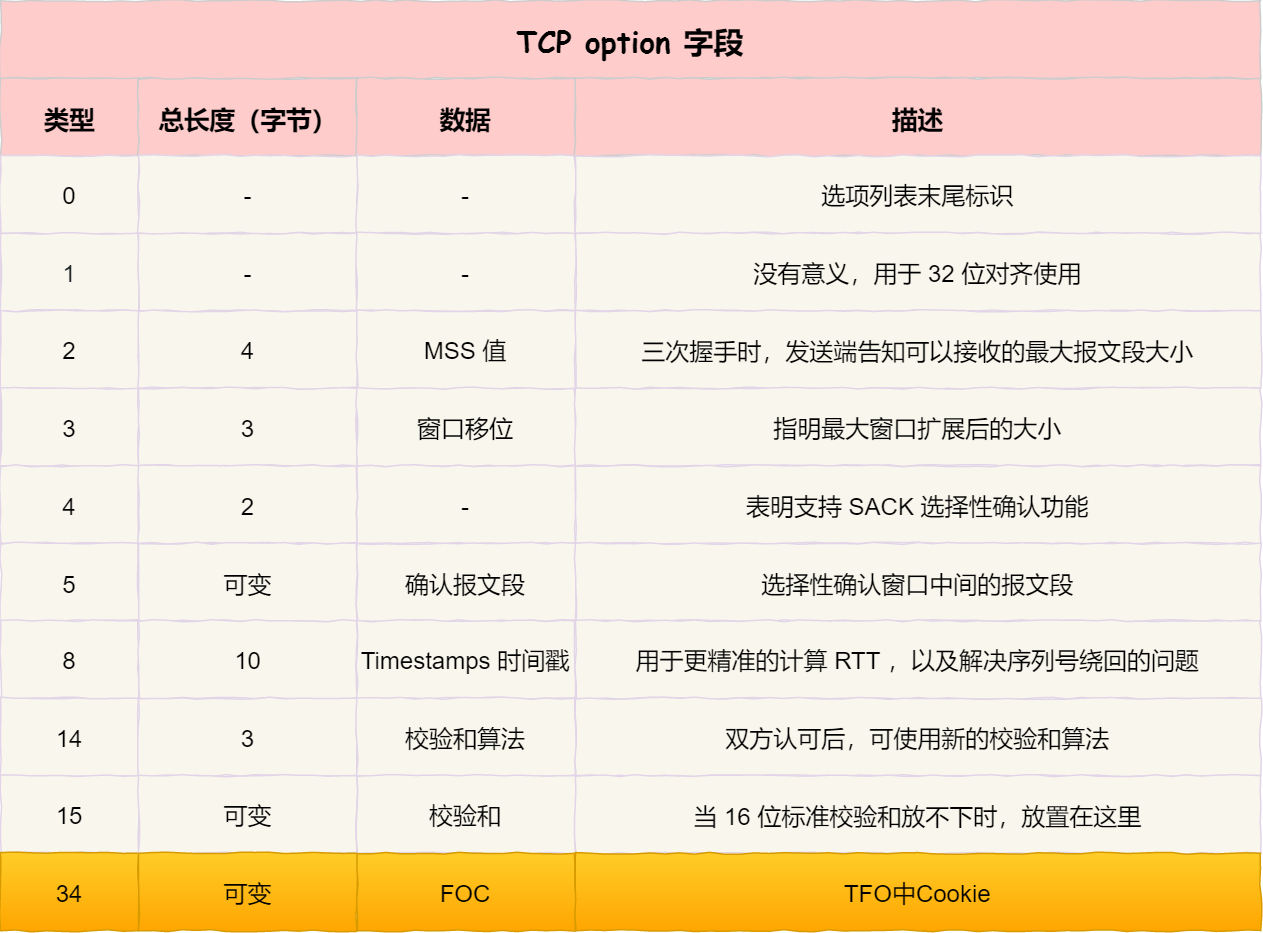 TCP option 字段
类型 总长度（字节） 数据 描述
0 - - 选项列表末尾标识
1 - - 没有意义，用于 32 位对齐使用
2 4 MSS 值 三次握手时，发送端告知可以接收的最大报文段大小
3 3 窗口移位 指明最大窗口扩展后的大小
4 2 - 表明支持 SACK 选择性确认功能
5 可变 确认报文段 选择性确认窗口中间的报文段
8 10 Timestamps 时间戳 用于更精准的计算 RTT ，以及解决序列号绕回的问题
14 3 校验和算法 双方认可后，可使用新的校验和算法
15 可变 校验和 当 16 位标准校验和放不下时，放置在这里
34 可变 FOC TFO中Cookie